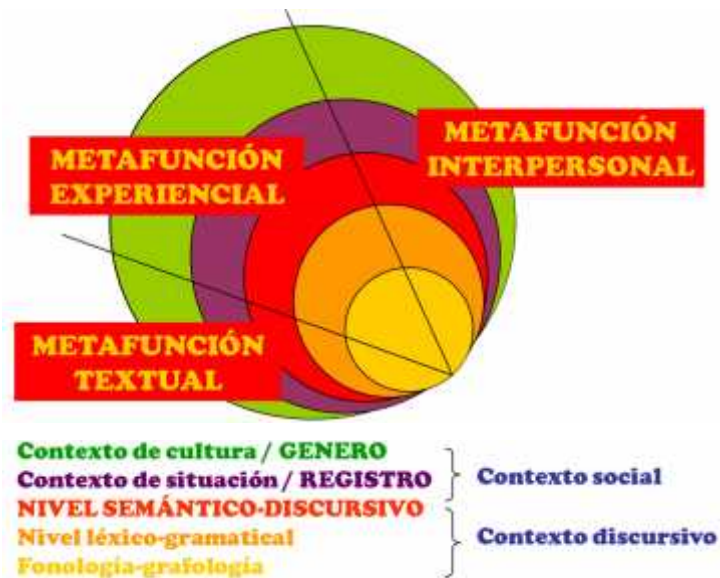 METAFUNCIÓN
INTERPERSONAL
METAFUNCIÓN
EXPERIENCIAL
METAFUNCIÓN
TEXTUAL
Contexto de cultura / GENERO
Contexto de situación / REGISTRO
Contexto social
NIVEL SEMÁNTICO-DISCURSIVO
Nivel léxico-gramatical
Contexto discursivo
Fonología-grafología